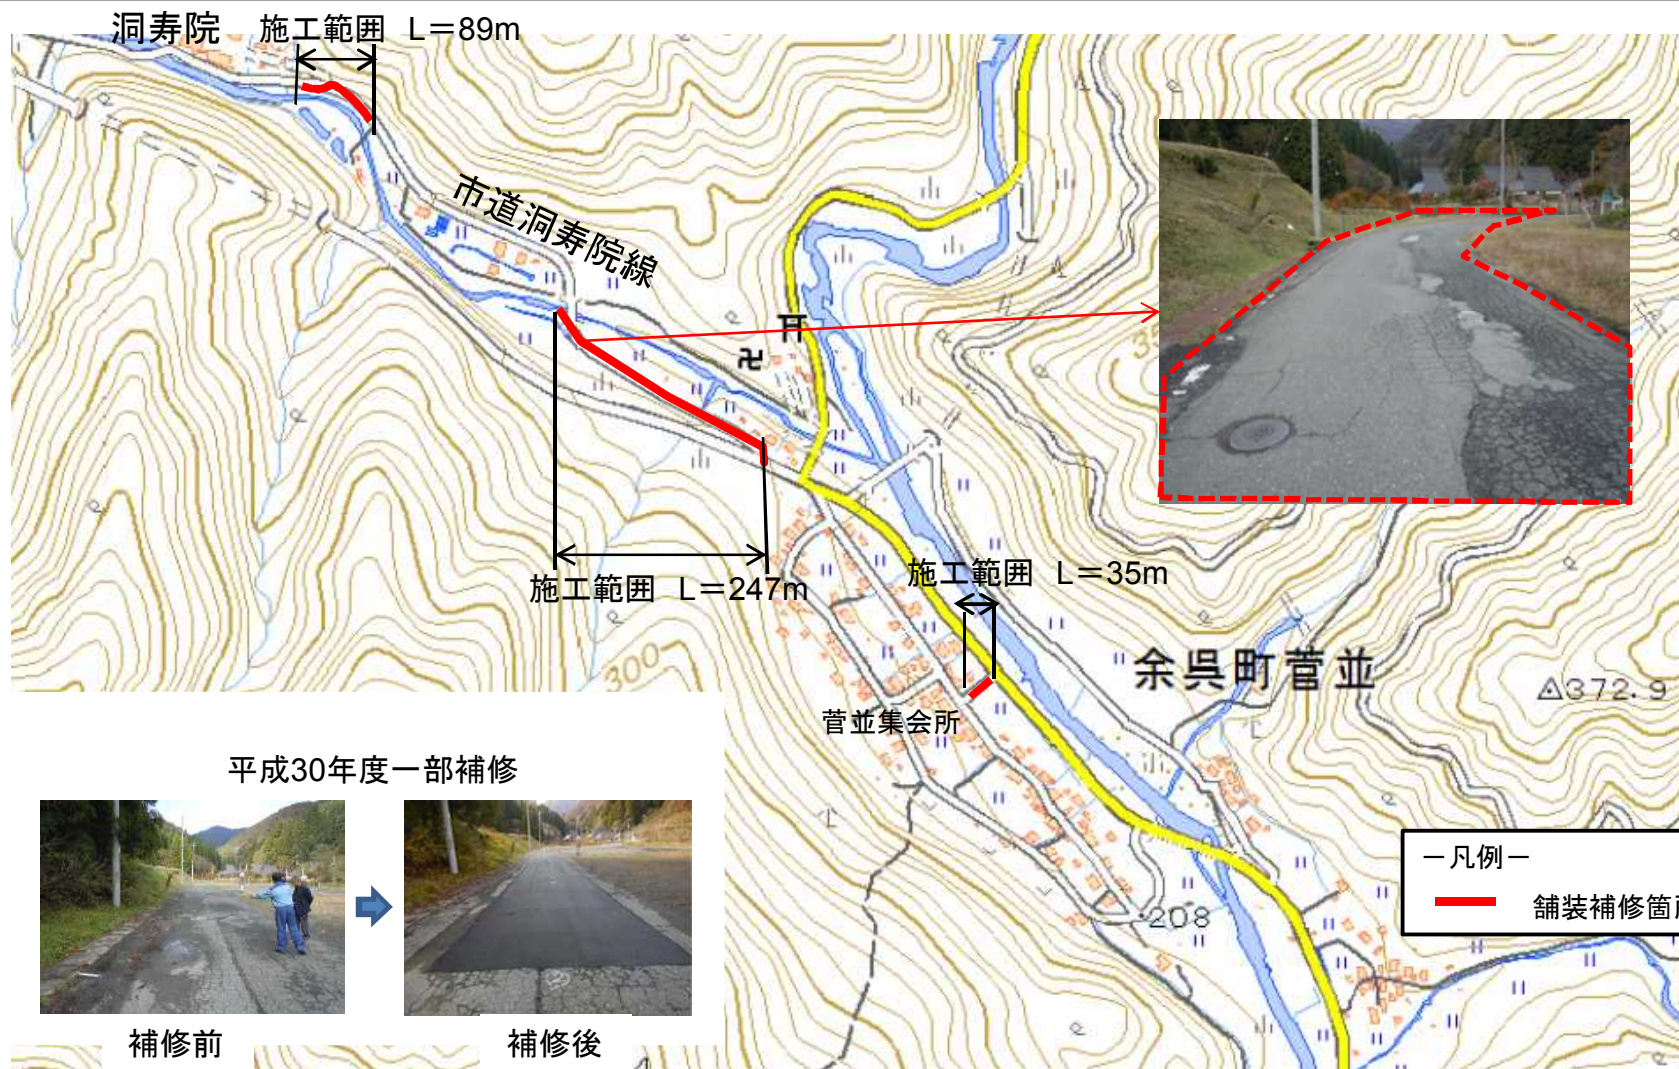 洞寿院 施工範囲 L＝89m
市道洞寿院線
施工範囲 L＝247m
施工範囲 L＝35m
余呉町菅並
△372.9
300
菅並集会所
平成30年度一部補修
補修前
補修後
208
－凡例－
舗装補修箇